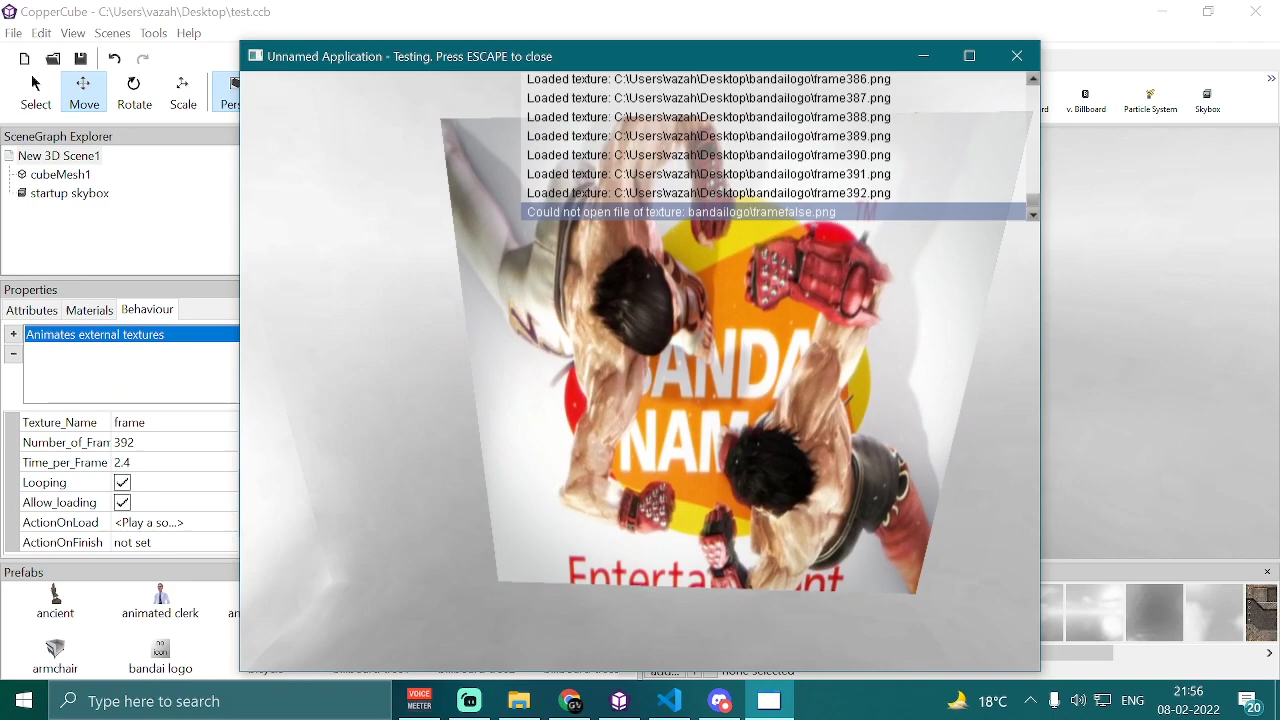 CopperCube - C:\Users\vazah\Desktop\test.ccb
File Edit View Scenes Tools Help
Unnamed Application - Testing. Press ESCAPE to close
Select Move Rotate Scale Pers
v. Billboard Particle System Skybox
Loaded texture: C:\Users\vazah\Desktop\bandailogo\frame386.png
Loaded texture: C:\Users\vazah\Desktop\bandailogo\frame387.png
Loaded texture: C:\Users\vazah\Desktop\bandailogo\frame388.png
Loaded texture: C:\Users\vazah\Desktop\bandailogo\frame389.png
Loaded texture: C:\Users\vazah\Desktop\bandailogo\frame390.png
Loaded texture: C:\Users\vazah\Desktop\bandailogo\frame391.png
Loaded texture: C:\Users\vazah\Desktop\bandailogo\frame392.png
Could not open file of texture: bandailogo\framefalse.png
SceneGraph Explorer
New 3D Scene1
cubeMesh1
startup skybox
Properties
Attributes Materials Behaviour
+
Animates external textures
−
Texture_Name frame
Number_of_Fram 392
Time_per_Frame 2.4
Looping
Allow_loading
ActionOnLoad <Play a so...>
ActionOnFinish not set
BANDA
NAM
Prefabs
animated clerk
armchair
bandai logo
icon
Type here to search
VOICE
MEETER
18°C
ENG
21:56
08-02-2022
20